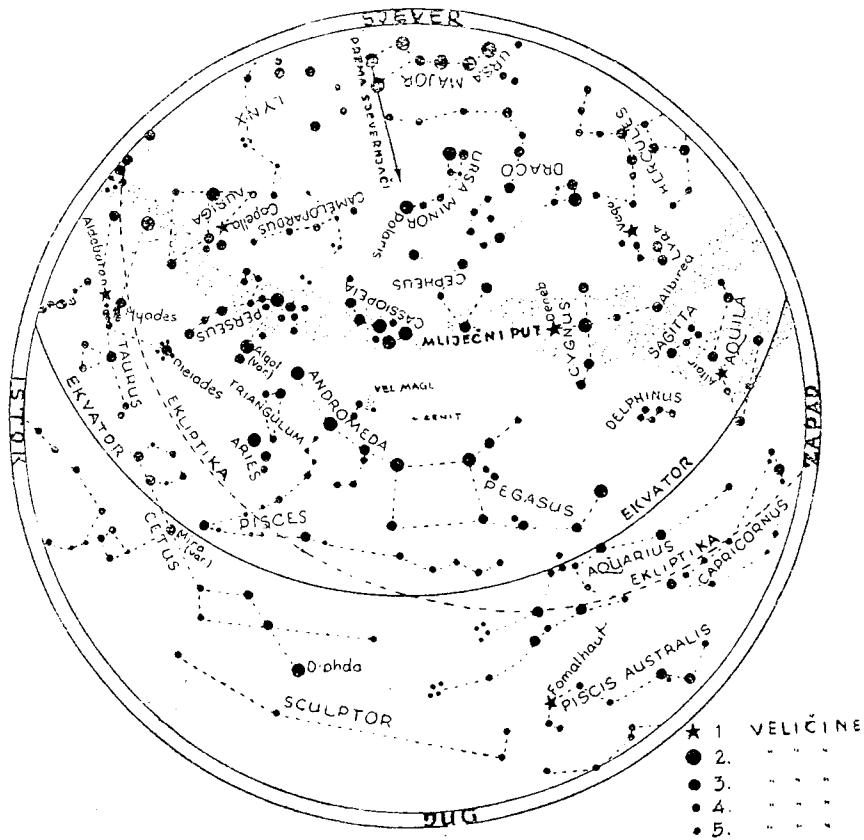 SJEVER
PREMA SJEVERNJAČI
URSA
MAJOR
LYNX
HERCULES
DRACO
URSA MINOR
Polaris
AURIGA
Capella
CAMELOPARDUS
Vega
LYRA
Aldebaran
CEPHEUS
Albirea
Hyades
PERSEUS
CASSIOPEIA
Deneb
CYGNUS
SAGITTA
AQUILA
MLIJEČNI PUT
Altair
TAURUS
Pleiades
Algol
(var)
ANDROMEDA
TRIANGULUM
VEL MAGL
ZENIT
DELPHINUS
ISTOK
ZAPAD
EKVATOR
EKLIPTIKA
ARIES
PEGASUS
EKVATOR
PISCES
CETUS
Mira
(var)
AQUARIUS
EKLIPTIKA
CAPRICORNUS
D phda
Fomalhaut
PISCIS AUSTRALIS
SCULPTOR
JUG
★ 1 VELIČINE
2. " " "
3. " " "
4. " " "
5. " " "